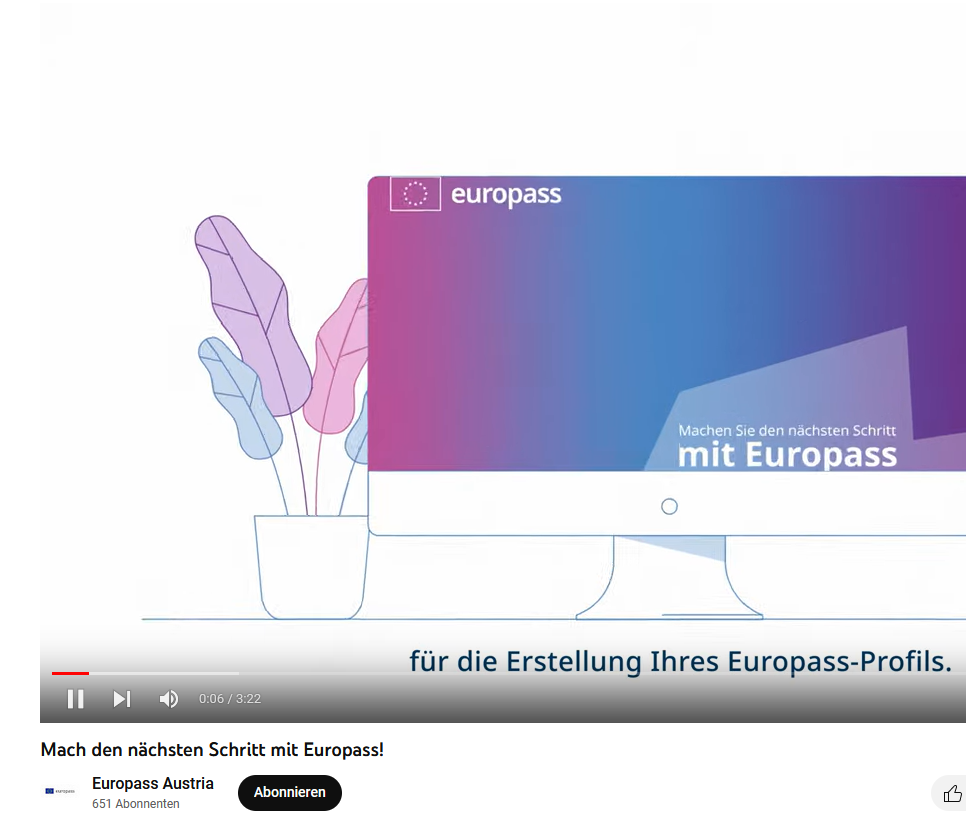 europass
Machen Sie den nächsten Schritt
mit Europass
für die Erstellung Ihres Europass-Profils.
0:06 / 3:22
Mach den nächsten Schritt mit Europass!
europass
Europass Austria
651 Abonnenten
Abonnieren